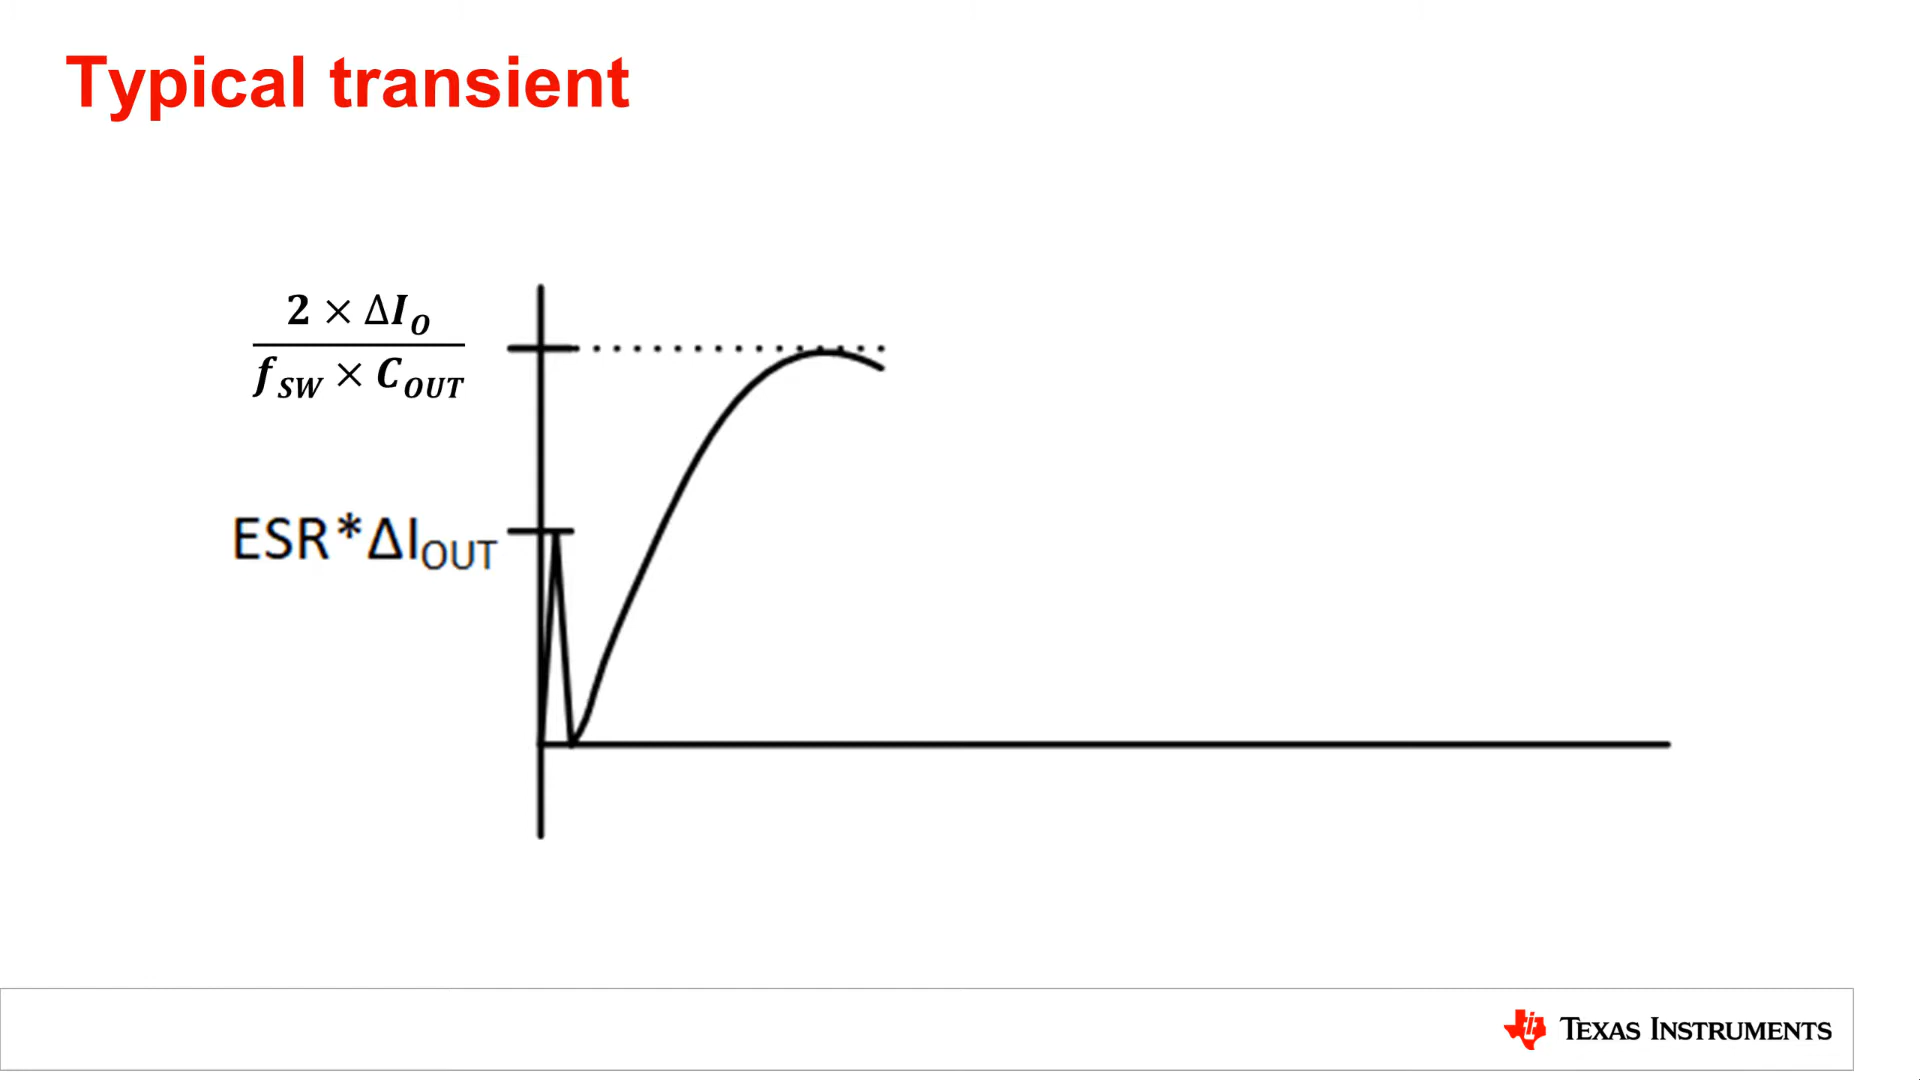 Typical transient
2 × ΔI_O
f_SW × C_OUT
ESR*ΔI_OUT
TEXAS INSTRUMENTS